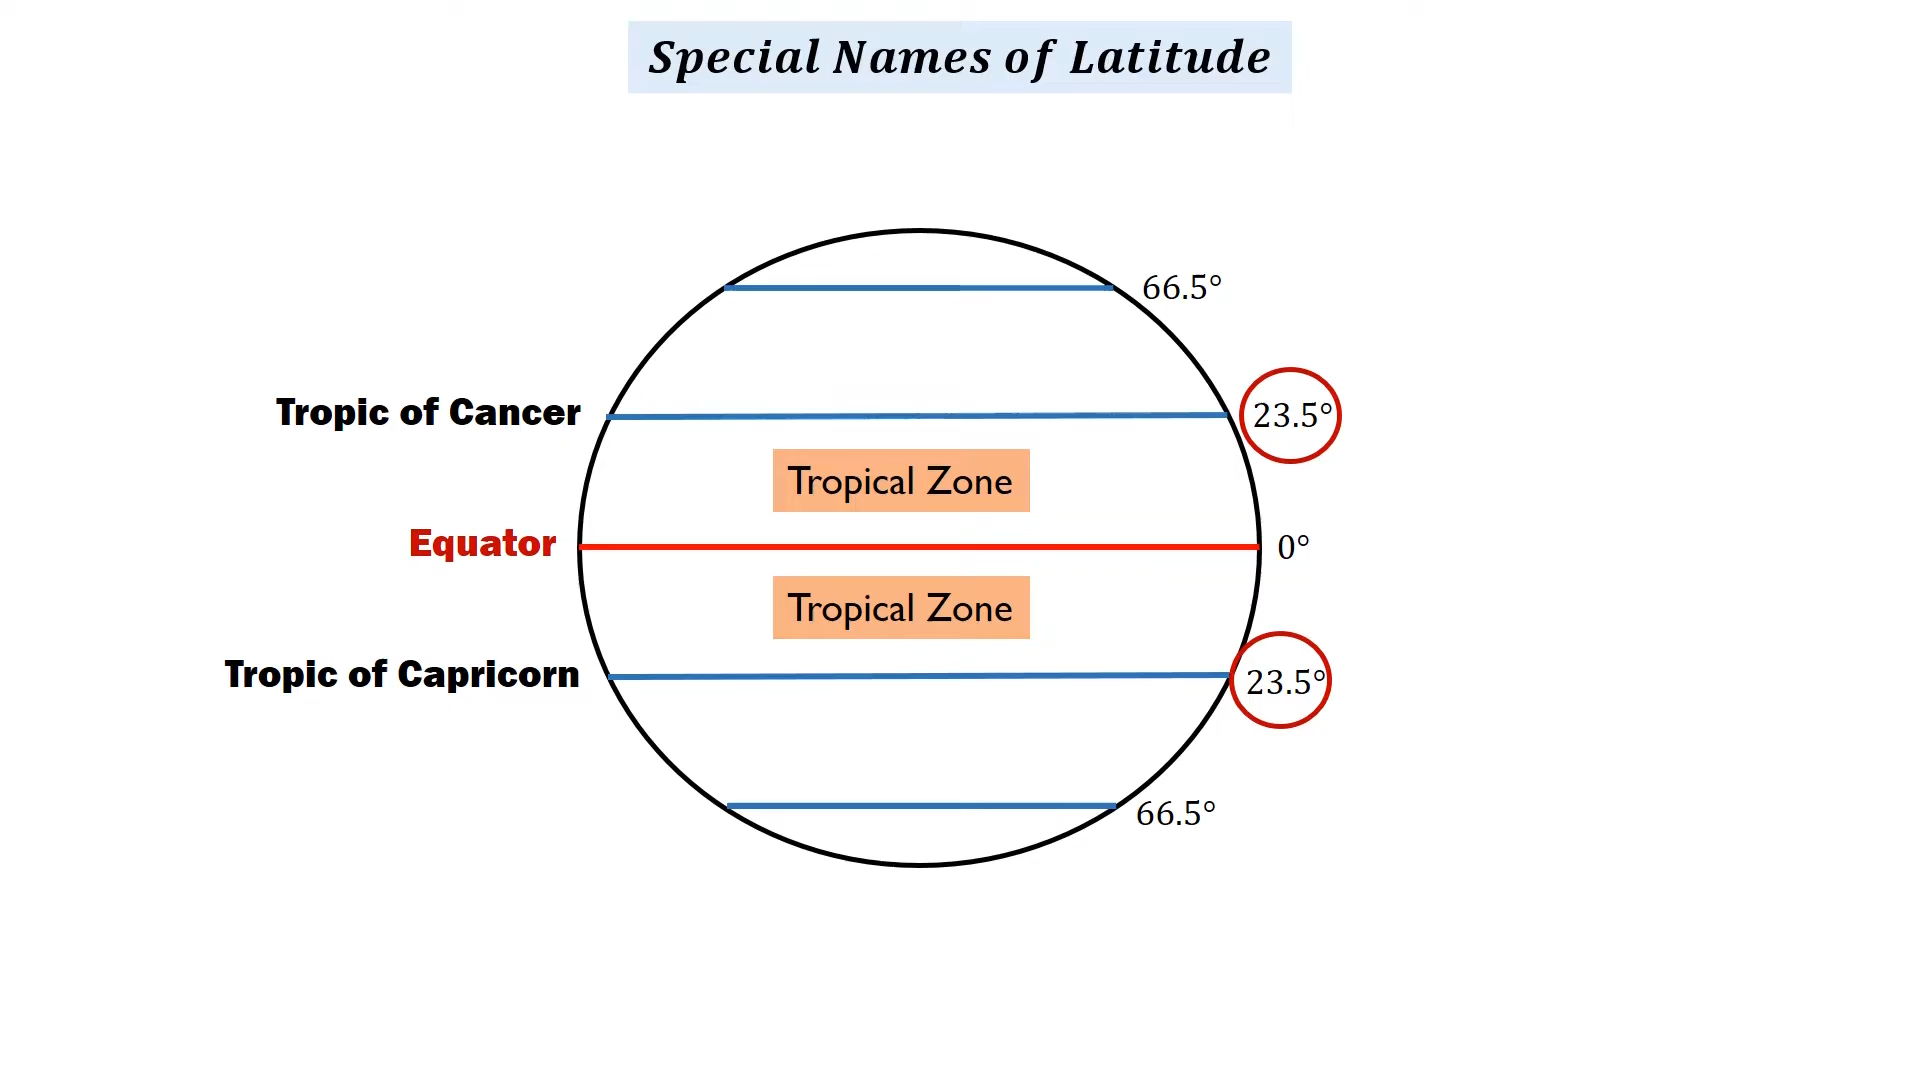 Special Names of Latitude
66.5°
Tropic of Cancer
23.5°
Tropical Zone
Equator
0°
Tropical Zone
Tropic of Capricorn
23.5°
66.5°